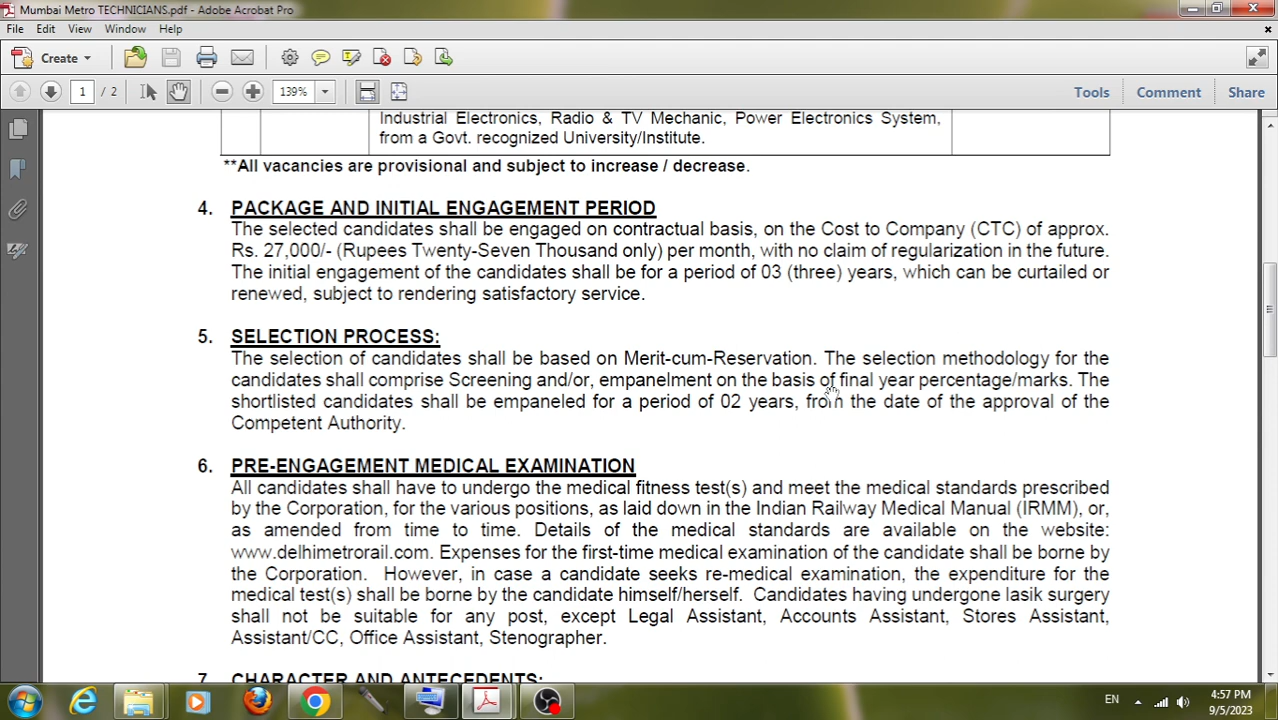 Mumbai Metro TECHNICIANS.pdf - Adobe Acrobat Pro
File Edit View Window Help
Create
1 / 2 139% Tools Comment Share
Industrial Electronics, Radio & TV Mechanic, Power Electronics System,
from a Govt. recognized University/Institute.
**All vacancies are provisional and subject to increase / decrease.
4. PACKAGE AND INITIAL ENGAGEMENT PERIOD
The selected candidates shall be engaged on contractual basis, on the Cost to Company (CTC) of approx.
Rs. 27,000/- (Rupees Twenty-Seven Thousand only) per month, with no claim of regularization in the future.
The initial engagement of the candidates shall be for a period of 03 (three) years, which can be curtailed or
renewed, subject to rendering satisfactory service.
5. SELECTION PROCESS:
The selection of candidates shall be based on Merit-cum-Reservation. The selection methodology for the
candidates shall comprise Screening and/or, empanelment on the basis of final year percentage/marks. The
shortlisted candidates shall be empaneled for a period of 02 years, from the date of the approval of the
Competent Authority.
6. PRE-ENGAGEMENT MEDICAL EXAMINATION
All candidates shall have to undergo the medical fitness test(s) and meet the medical standards prescribed
by the Corporation, for the various positions, as laid down in the Indian Railway Medical Manual (IRMM), or,
as amended from time to time. Details of the medical standards are available on the website:
www.delhimetrorail.com. Expenses for the first-time medical examination of the candidate shall be borne by
the Corporation. However, in case a candidate seeks re-medical examination, the expenditure for the
medical test(s) shall be borne by the candidate himself/herself. Candidates having undergone lasik surgery
shall not be suitable for any post, except Legal Assistant, Accounts Assistant, Stores Assistant,
Assistant/CC, Office Assistant, Stenographer.
7. CHARACTER AND ANTECEDENTS:
EN 4:57 PM
9/5/2023